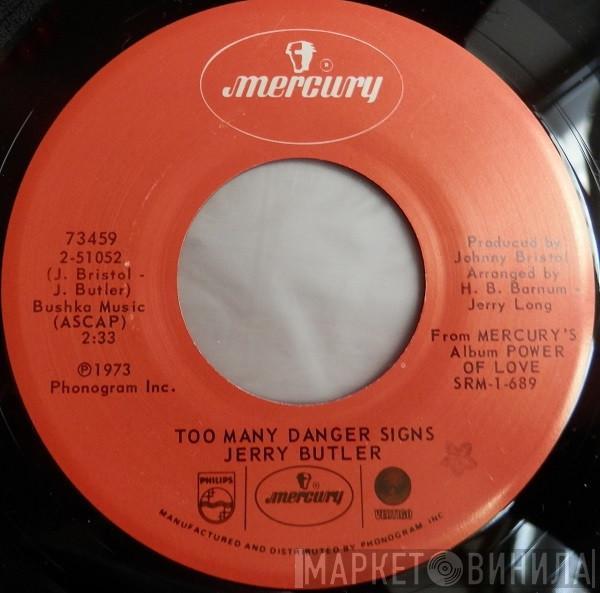 mercury
®
73459
2-51052
(J. Bristol -
J. Butler)
Bushka Music
(ASCAP)
2:33
℗1973
Phonogram Inc.
Produced by
Johnny Bristol
Arranged by
H. B. Barnum -
Jerry Long
From MERCURY'S
Album POWER
OF LOVE
SRM-1-689
TOO MANY DANGER SIGNS
JERRY BUTLER
PHILIPS
mercury
®
VERTIGO
MANUFACTURED AND DISTRIBUTED BY PHONOGRAM, INC.
МАРКЕТ ВИНИЛА